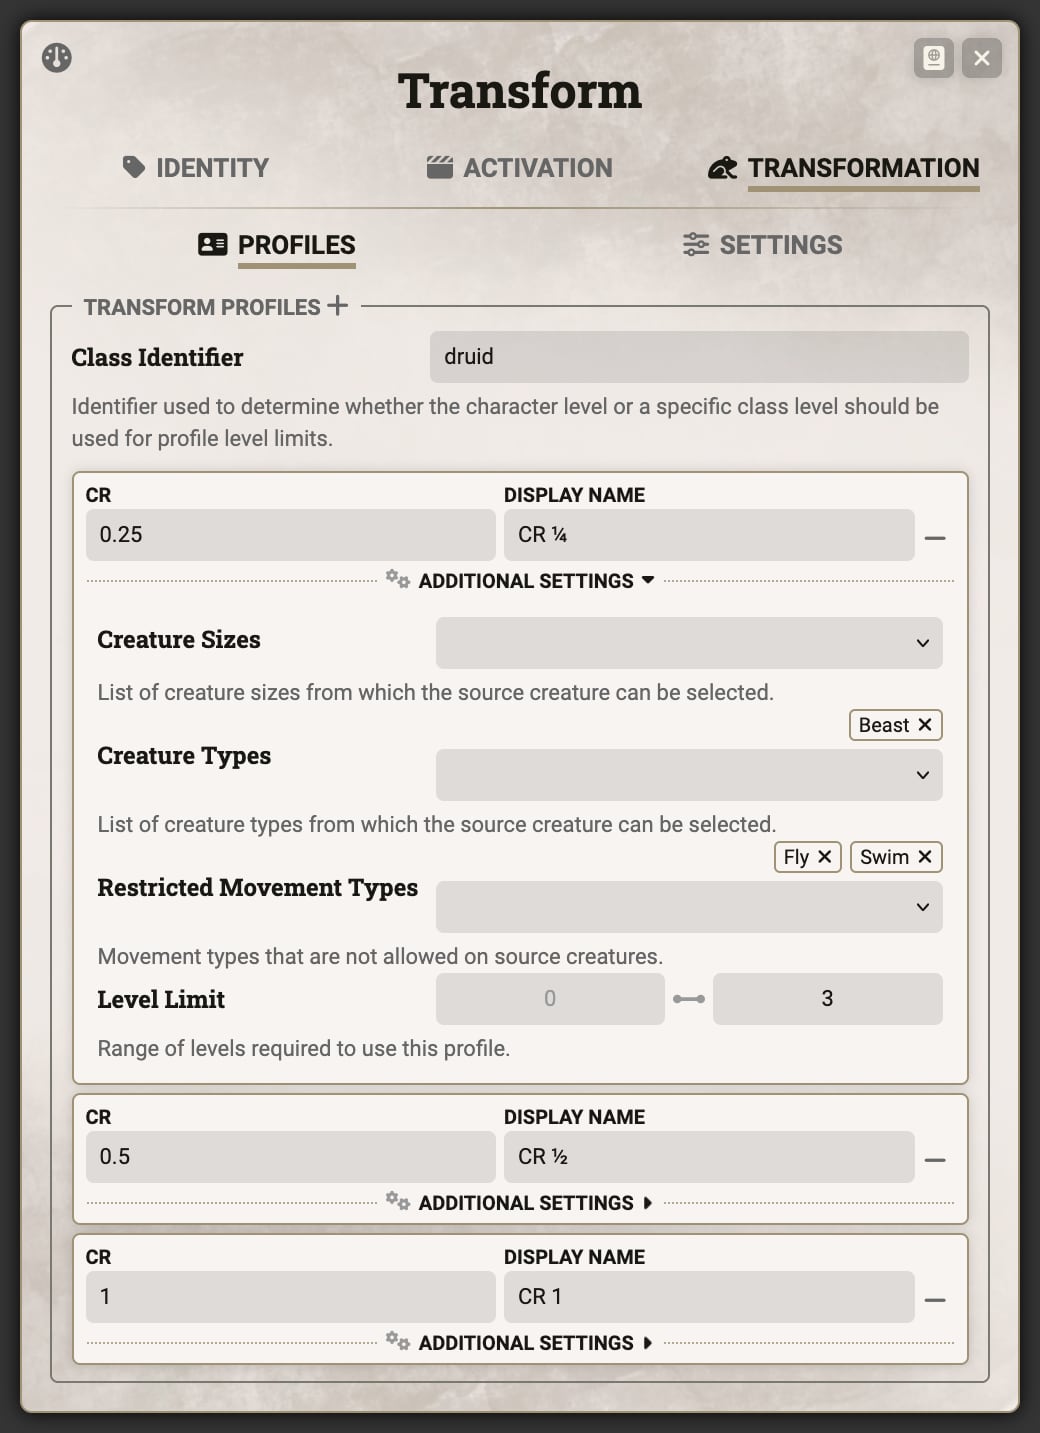 Transform
IDENTITY
ACTIVATION
TRANSFORMATION
PROFILES
SETTINGS
TRANSFORM PROFILES
Class Identifier
druid
Identifier used to determine whether the character level or a specific class level should be
used for profile level limits.
CR
DISPLAY NAME
0.25
CR ¼
ADDITIONAL SETTINGS
Creature Sizes
List of creature sizes from which the source creature can be selected.
Beast
Creature Types
List of creature types from which the source creature can be selected.
Fly
Swim
Restricted Movement Types
Movement types that are not allowed on source creatures.
Level Limit
0
3
Range of levels required to use this profile.
CR
DISPLAY NAME
0.5
CR ½
ADDITIONAL SETTINGS
CR
DISPLAY NAME
1
CR 1
ADDITIONAL SETTINGS